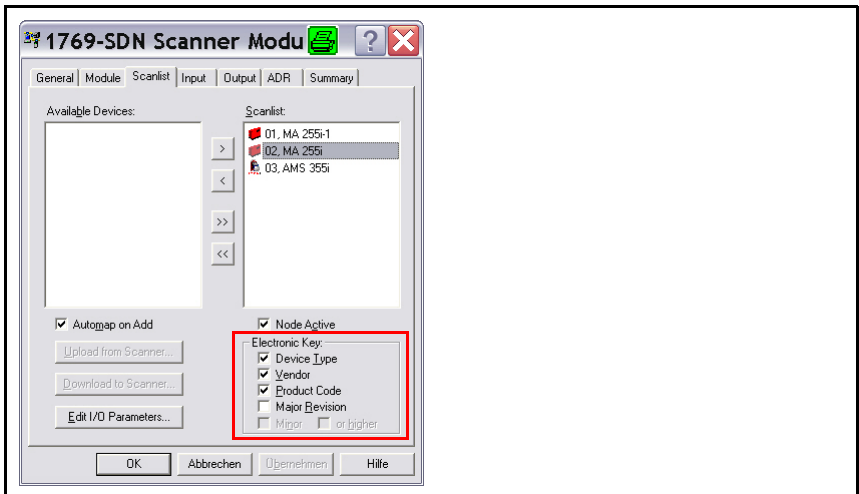 1769-SDN Scanner Modu ?
General Module Scanlist Input Output ADR Summary
Available Devices:
Scanlist:
01, MA 255i-1
02, MA 255i
03, AMS 355i
>
<
>>
<<
Automap on Add
Node Active
Upload from Scanner...
Download to Scanner...
Edit I/O Parameters...
Electronic Key:
Device Type
Vendor
Product Code
Major Revision
Minor or higher
OK Abbrechen Übernehmen Hilfe